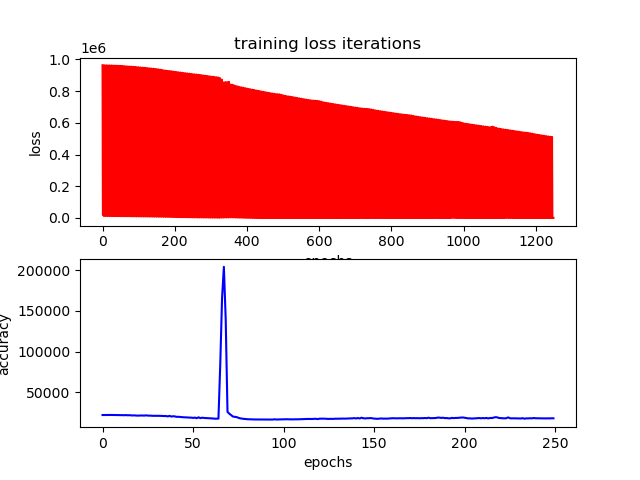 training loss iterations
1e6
1.0
0.8
0.6
0.4
0.2
0.0
loss
0 200 400 600 800 1000 1200
epochs
200000
150000
100000
50000
accuracy
0 50 100 150 200 250
epochs